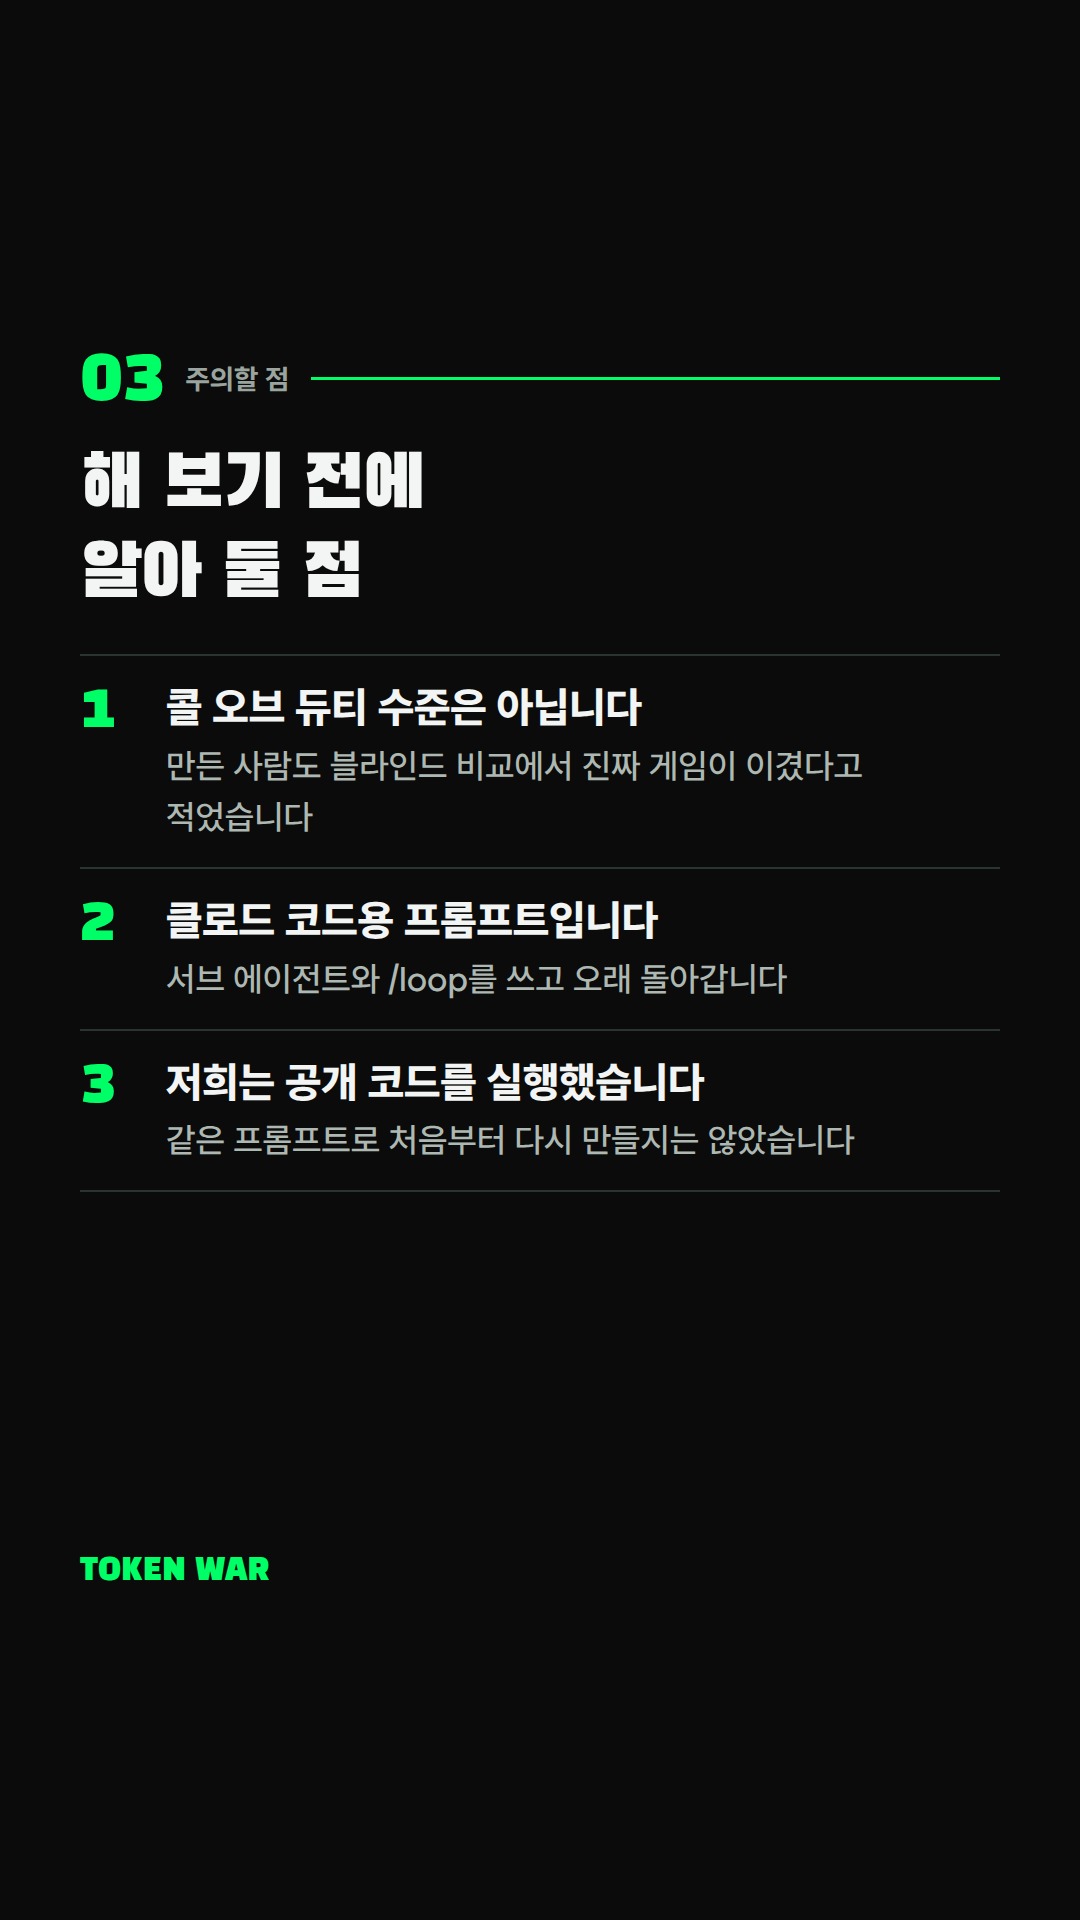 03 주의할 점
해 보기 전에
알아 둘 점
1 콜 오브 듀티 수준은 아닙니다
만든 사람도 블라인드 비교에서 진짜 게임이 이겼다고
적었습니다
2 클로드 코드용 프롬프트입니다
서브 에이전트와 /loop를 쓰고 오래 돌아갑니다
3 저희는 공개 코드를 실행했습니다
같은 프롬프트로 처음부터 다시 만들지는 않았습니다
TOKEN WAR